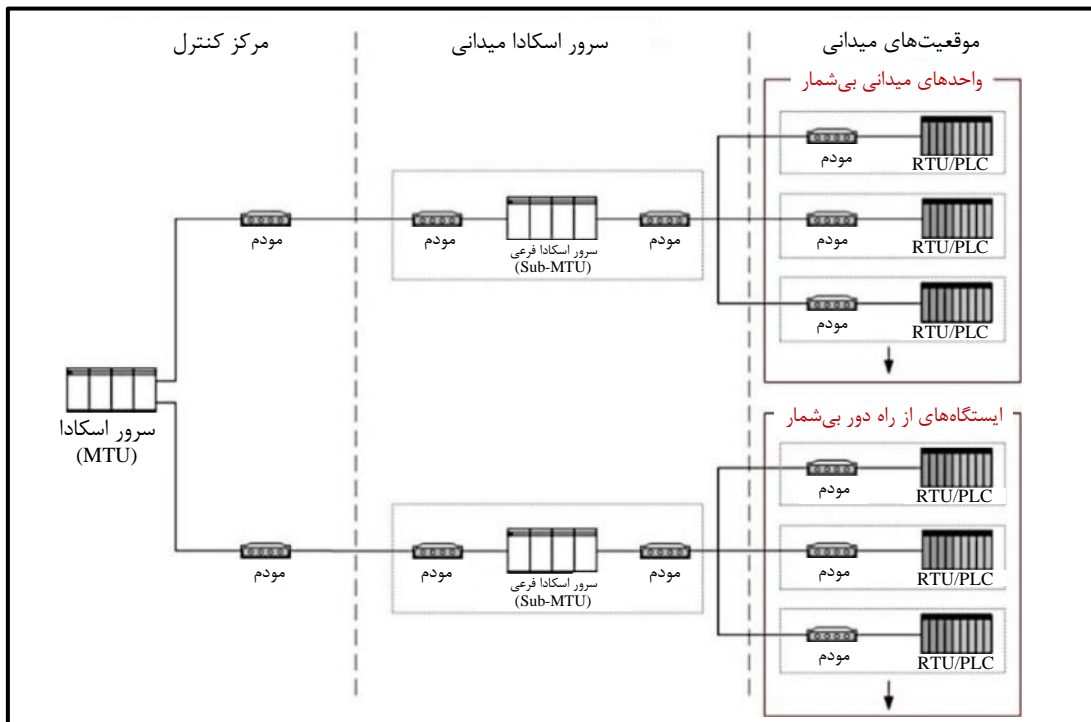 موقعیت‌های میدانی
سرور اسکادا میدانی
مرکز کنترل
واحدهای میدانی بی‌شمار
مودم
RTU/PLC
مودم
RTU/PLC
مودم
RTU/PLC
مودم
مودم
سرور اسکادا فرعی
(Sub-MTU)
مودم
سرور اسکادا
(MTU)
ایستگاه‌های از راه دور بی‌شمار
مودم
RTU/PLC
مودم
RTU/PLC
مودم
RTU/PLC
مودم
مودم
سرور اسکادا فرعی
(Sub-MTU)
مودم